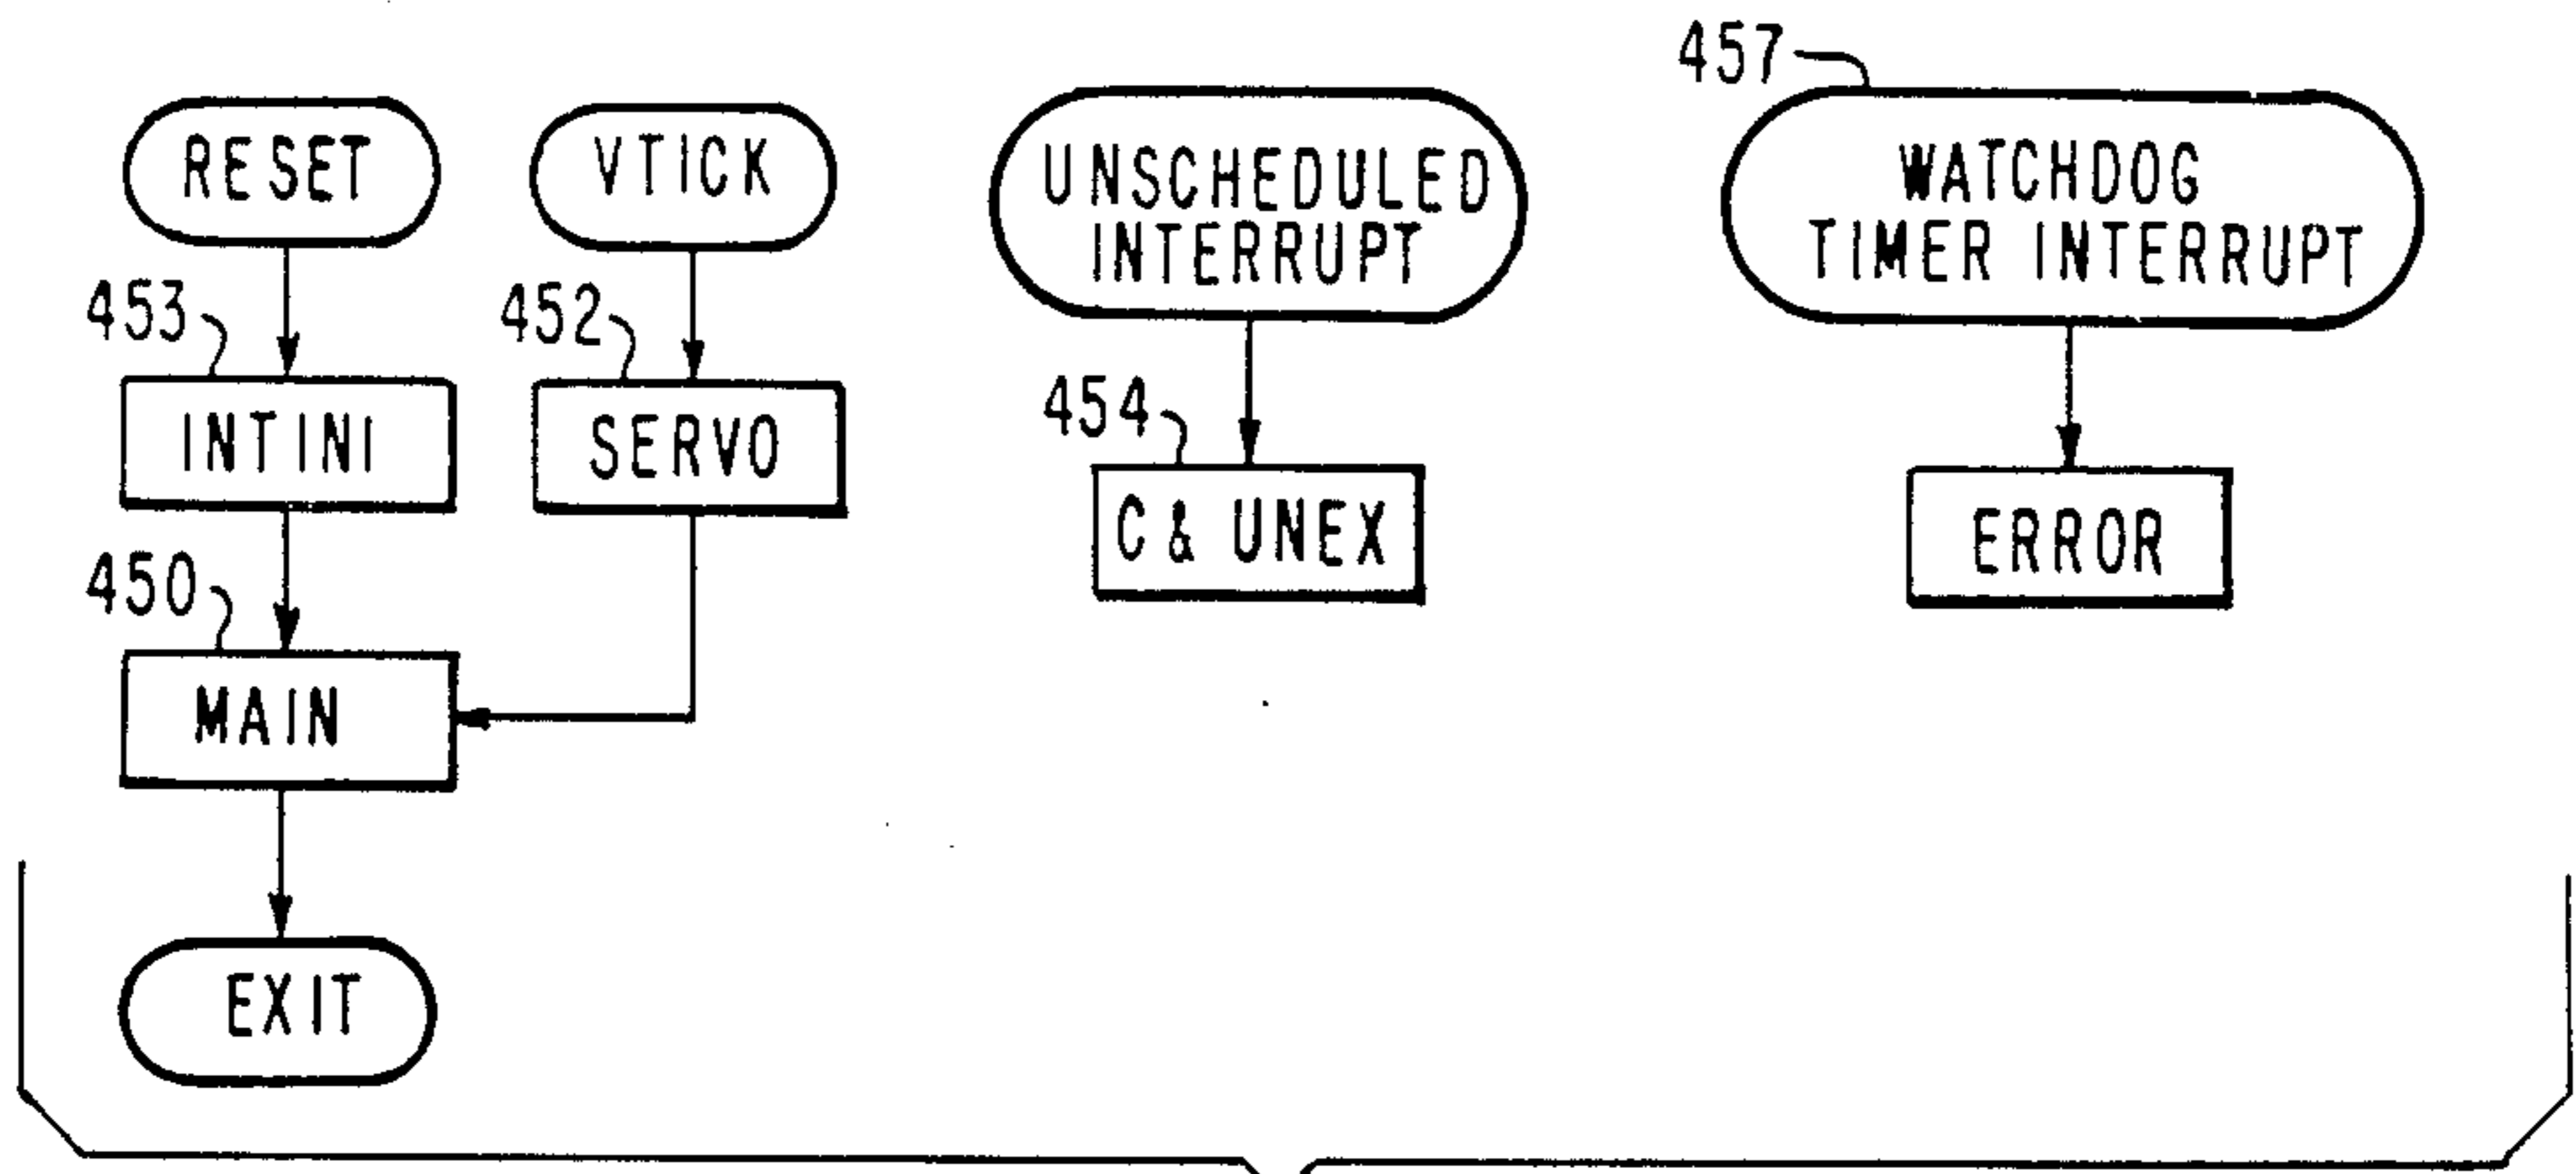 457
RESET
VTICK
UNSCHEDULED
INTERRUPT
WATCHDOG
TIMER INTERRUPT
453
452
INTINI
SERVO
454
C & UNEX
ERROR
450
MAIN
EXIT